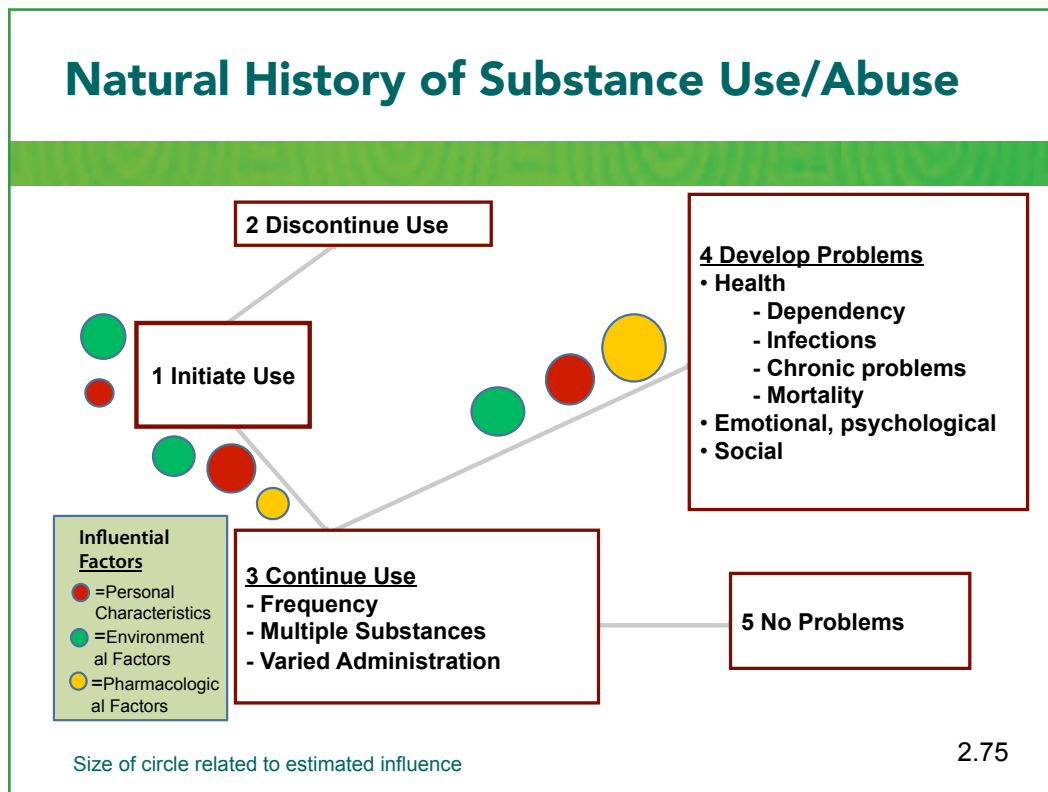 Natural History of Substance Use/Abuse
2 Discontinue Use
1 Initiate Use
4 Develop Problems
• Health
- Dependency
- Infections
- Chronic problems
- Mortality
• Emotional, psychological
• Social
Influential
Factors
=Personal
Characteristics
=Environment
al Factors
=Pharmacologic
al Factors
3 Continue Use
- Frequency
- Multiple Substances
- Varied Administration
5 No Problems
Size of circle related to estimated influence
2.75